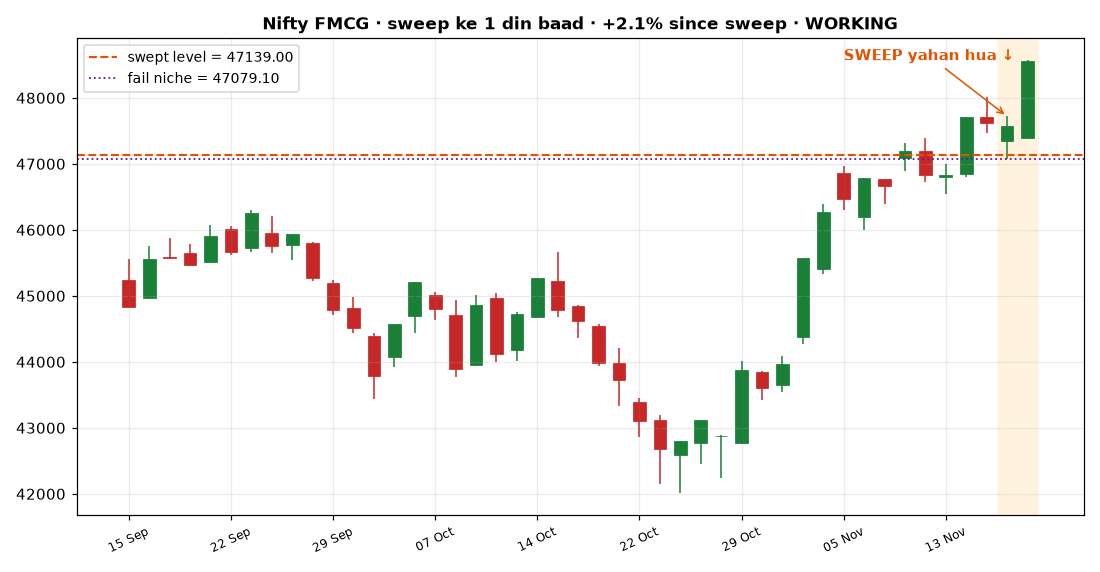 Nifty FMCG · sweep ke 1 din baad · +2.1% since sweep · WORKING
swept level = 47139.00
fail niche = 47079.10
SWEEP yahan hua ↓
48000
47000
46000
45000
44000
43000
42000
15 Sep
22 Sep
29 Sep
07 Oct
14 Oct
22 Oct
29 Oct
05 Nov
13 Nov